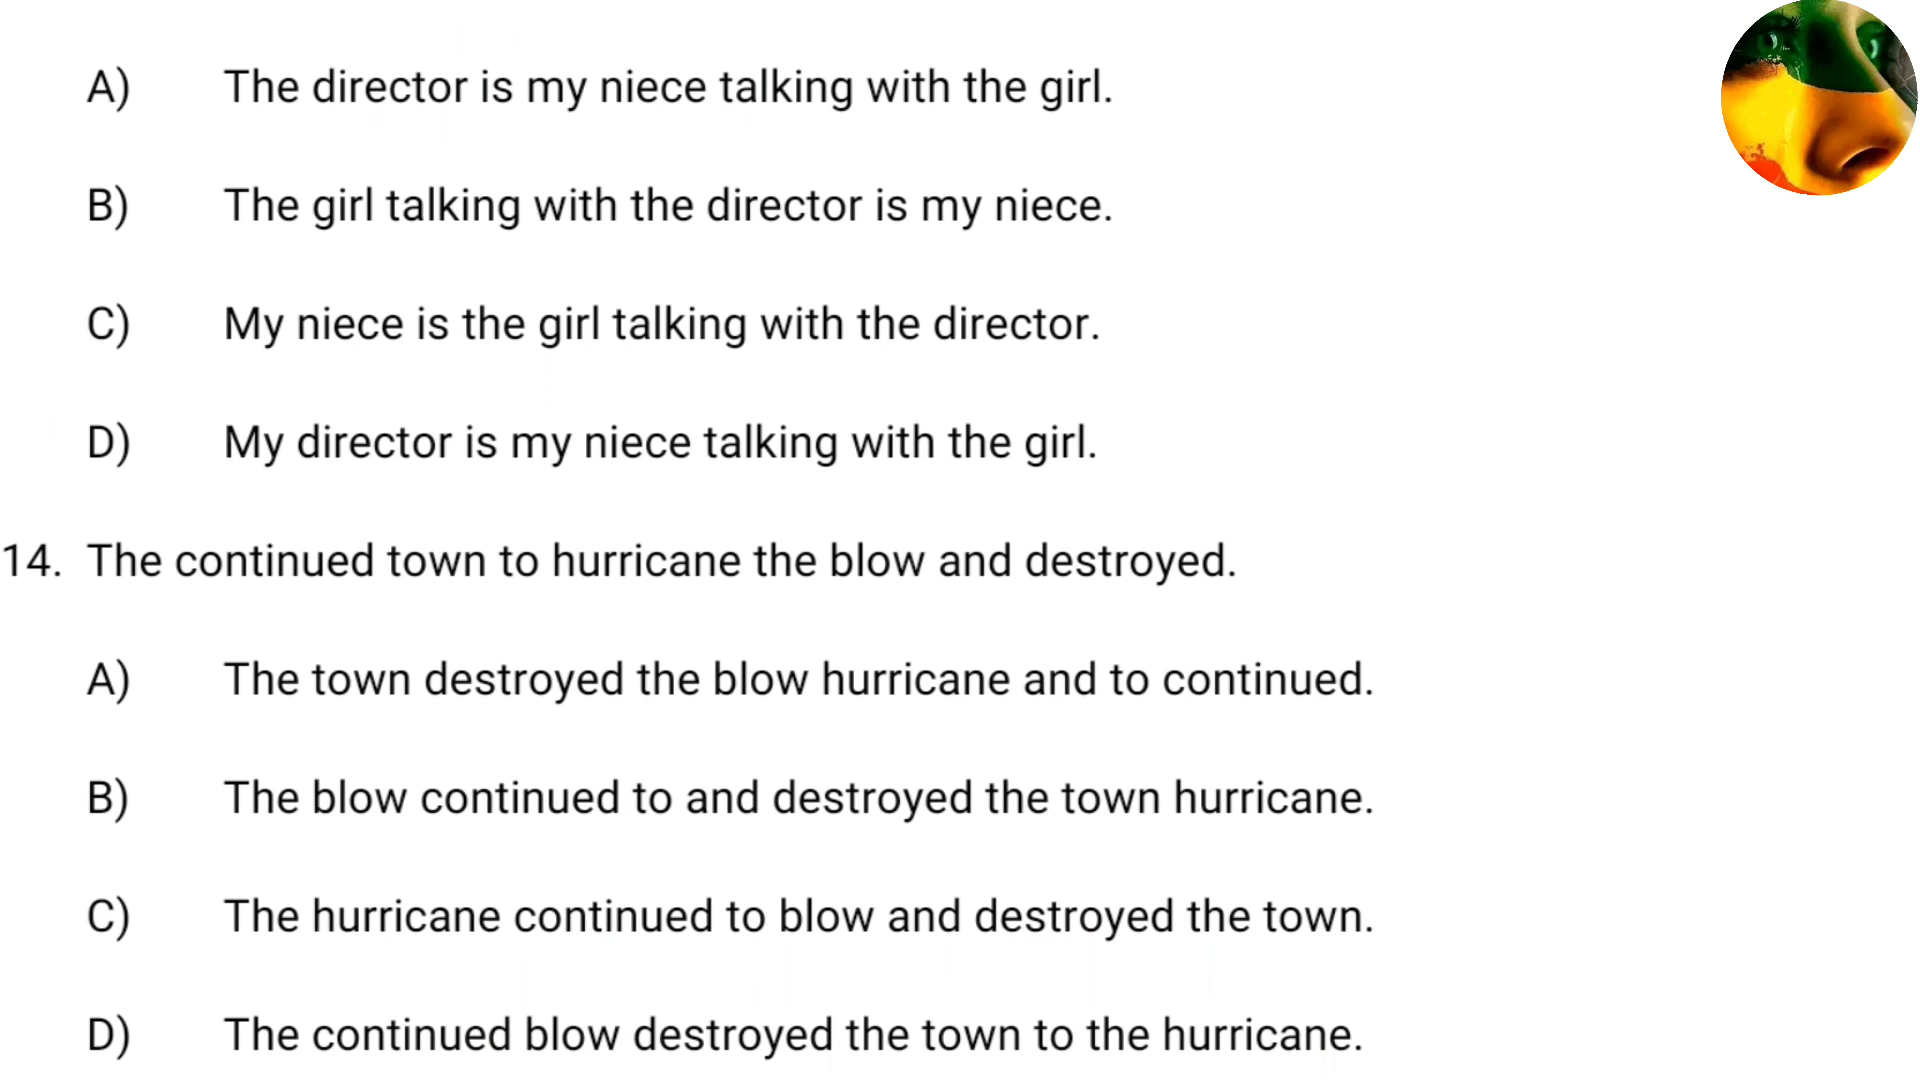 A) The director is my niece talking with the girl.
B) The girl talking with the director is my niece.
C) My niece is the girl talking with the director.
D) My director is my niece talking with the girl.
14. The continued town to hurricane the blow and destroyed.
A) The town destroyed the blow hurricane and to continued.
B) The blow continued to and destroyed the town hurricane.
C) The hurricane continued to blow and destroyed the town.
D) The continued blow destroyed the town to the hurricane.